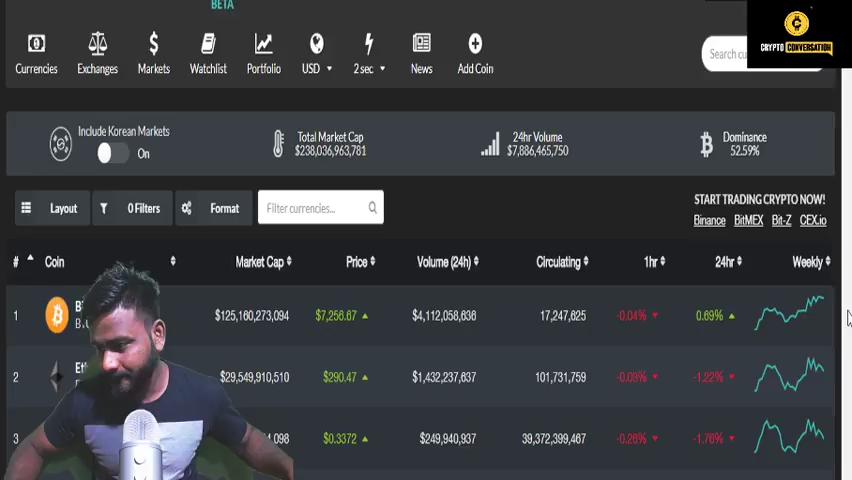 BETA
CRYPTO CONVERSATION
Currencies Exchanges Markets Watchlist Portfolio USD 2 sec News Add Coin
Search
Include Korean Markets
On
Total Market Cap
$238,036,963,781
24hr Volume
$7,886,465,750
Dominance
52.59%
Layout 0 Filters Format Filter currencies...
START TRADING CRYPTO NOW!
Binance BitMEX Bit-Z CEX.io
# Coin Market Cap Price Volume (24h) Circulating 1hr 24hr Weekly
1 $125,160,273,094 $7,256.67 $4,112,058,636 17,247,625 -0.04% 0.69%
2 $29,549,910,510 $290.47 $1,432,237,637 101,731,759 -0.09% -1.22%
3 $0.3372 $249,940,937 39,372,399,467 -0.26% -1.76%